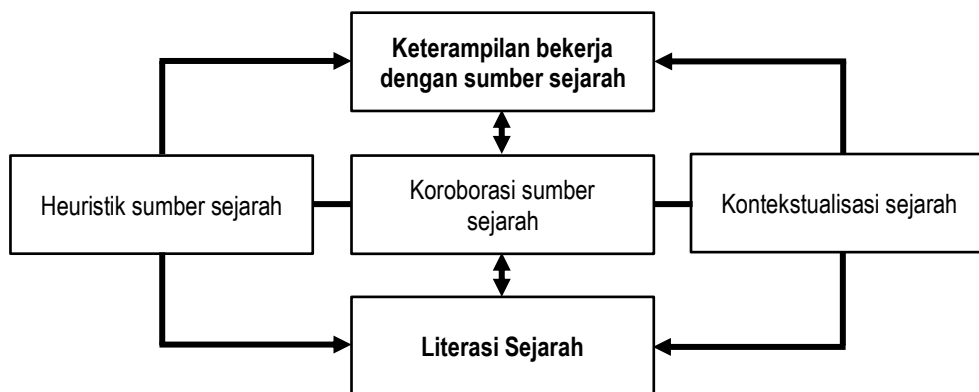 Keterampilan bekerja
dengan sumber sejarah
Heuristik sumber sejarah
Koroborasi sumber
sejarah
Kontekstualisasi sejarah
Literasi Sejarah